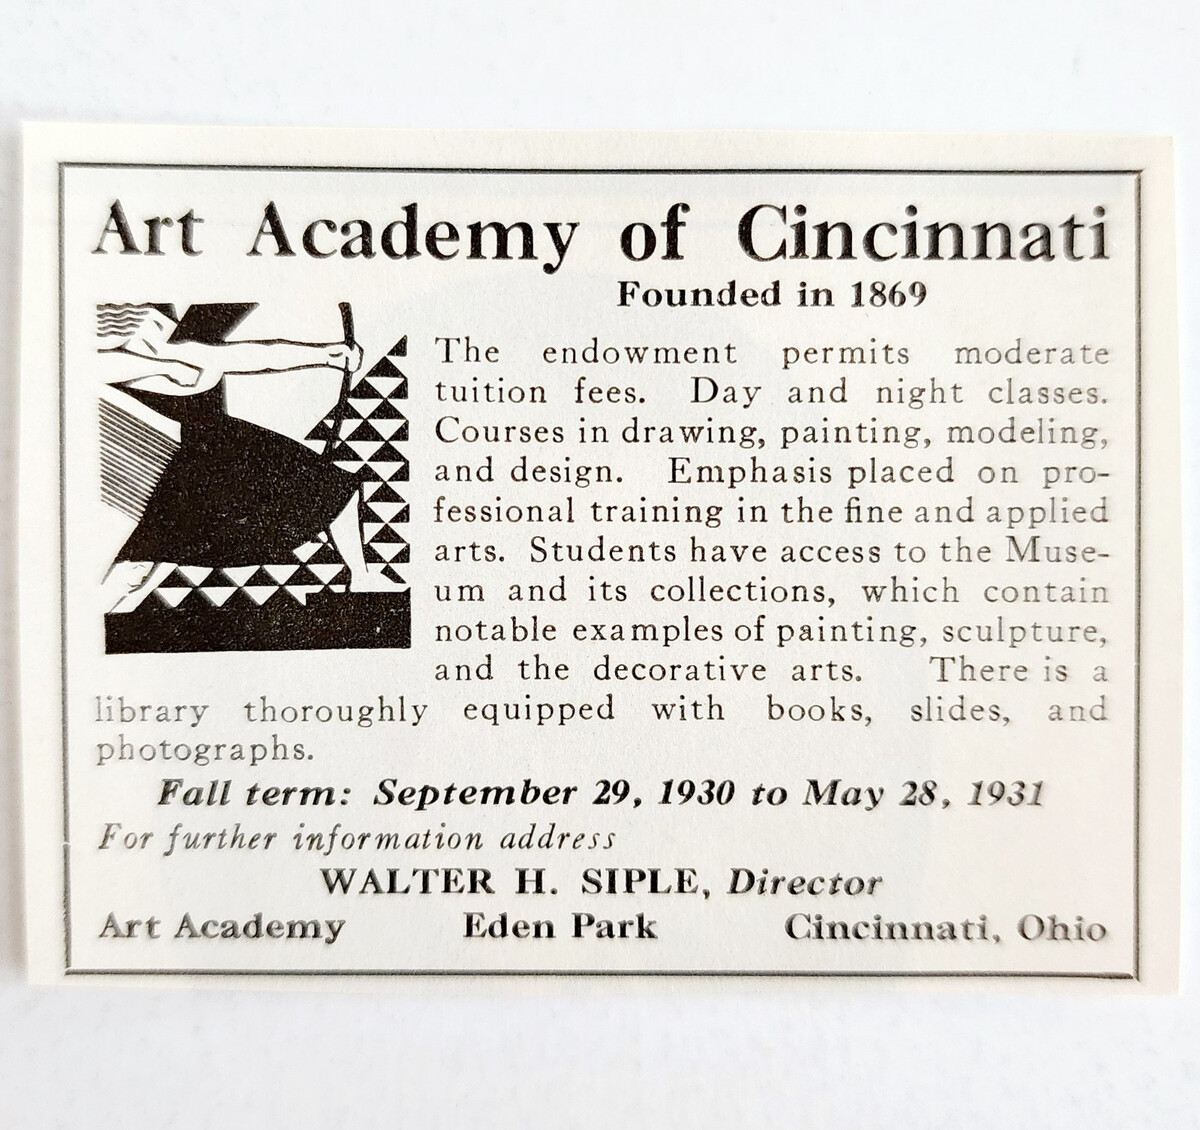 Art Academy of Cincinnati
Founded in 1869
The endowment permits moderate
tuition fees. Day and night classes.
Courses in drawing, painting, modeling,
and design. Emphasis placed on pro-
fessional training in the fine and applied
arts. Students have access to the Muse-
um and its collections, which contain
notable examples of painting, sculpture,
and the decorative arts. There is a
library thoroughly equipped with books, slides, and
photographs.
Fall term: September 29, 1930 to May 28, 1931
For further information address
WALTER H. SIPLE, Director
Art Academy Eden Park Cincinnati, Ohio